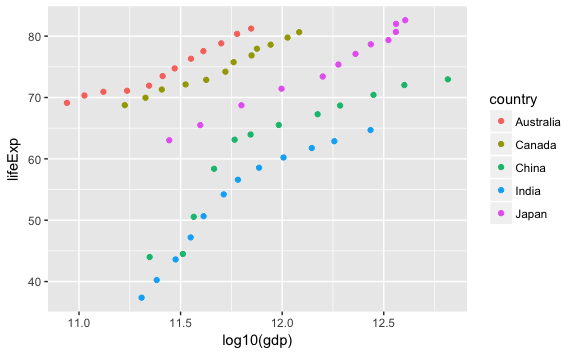 80
70
60
50
40
lifeExp
11.0 11.5 12.0 12.5
log10(gdp)
country
Australia
Canada
China
India
Japan